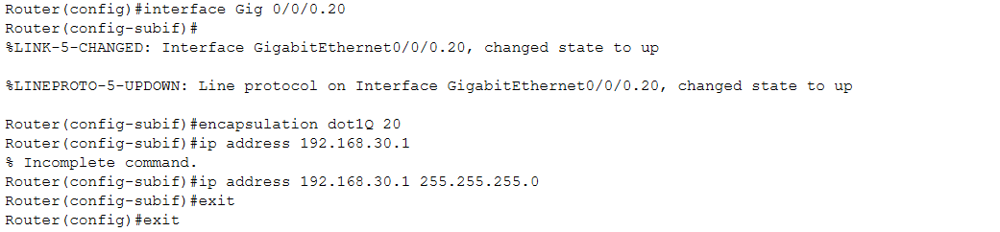 Router(config)#interface Gig 0/0/0.20
Router(config-subif)#
%LINK-5-CHANGED: Interface GigabitEthernet0/0/0.20, changed state to up
%LINEPROTO-5-UPDOWN: Line protocol on Interface GigabitEthernet0/0/0.20, changed state to up
Router(config-subif)#encapsulation dot1Q 20
Router(config-subif)#ip address 192.168.30.1
% Incomplete command.
Router(config-subif)#ip address 192.168.30.1 255.255.255.0
Router(config-subif)#exit
Router(config)#exit